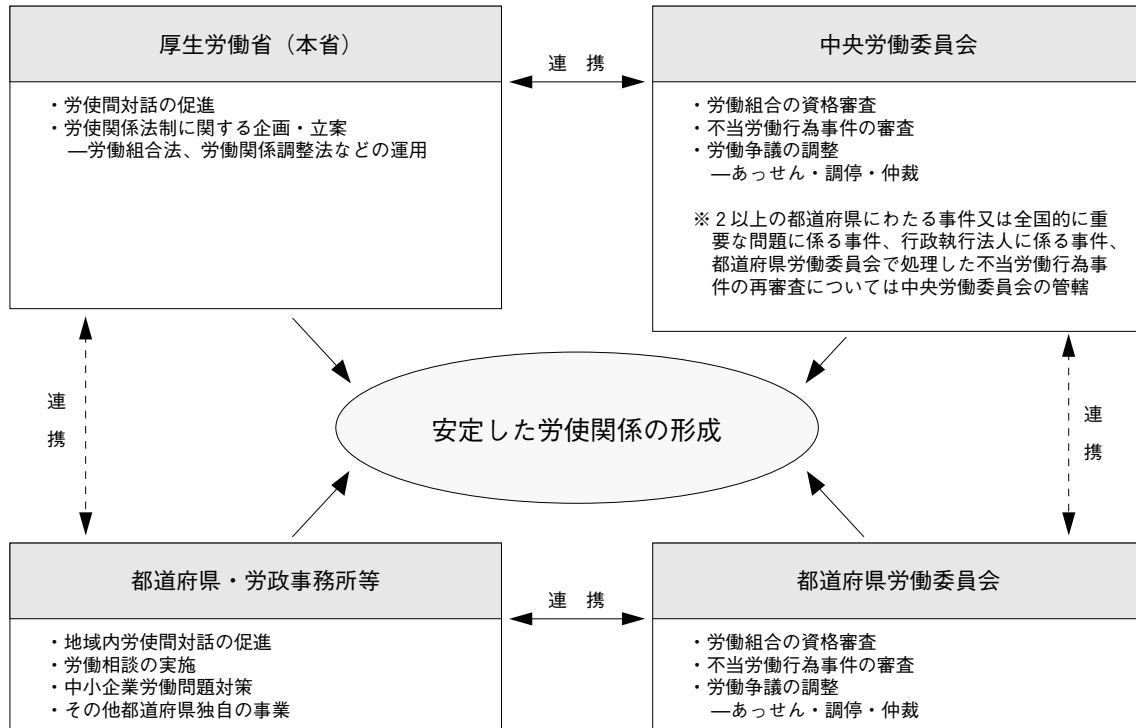 厚生労働省（本省）
・労使間対話の促進
・労使関係法制に関する企画・立案
―労働組合法、労働関係調整法などの運用
連　携
中央労働委員会
・労働組合の資格審査
・不当労働行為事件の審査
・労働争議の調整
―あっせん・調停・仲裁
※２以上の都道府県にわたる事件又は全国的に重
要な問題に係る事件、行政執行法人に係る事件、
都道府県労働委員会で処理した不当労働行為事
件の再審査については中央労働委員会の管轄
連
携
安定した労使関係の形成
連
携
都道府県・労政事務所等
・地域内労使間対話の促進
・労働相談の実施
・中小企業労働問題対策
・その他都道府県独自の事業
連　携
都道府県労働委員会
・労働組合の資格審査
・不当労働行為事件の審査
・労働争議の調整
―あっせん・調停・仲裁